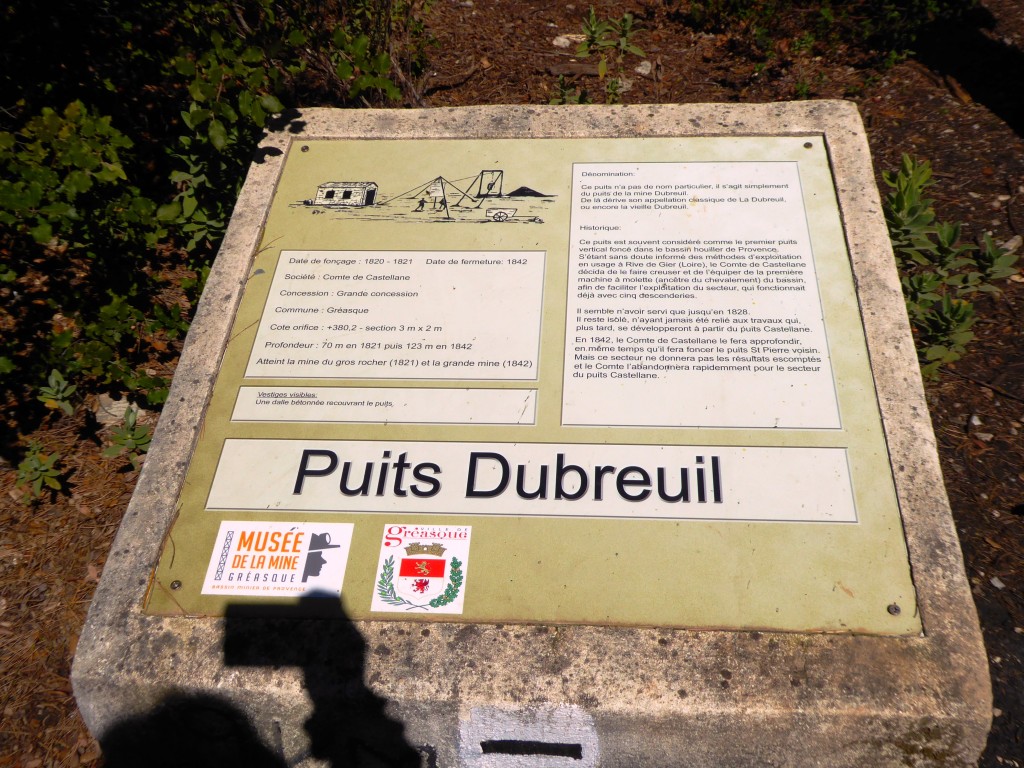 Date de fonçage : 1820 - 1821 Date de fermeture: 1842
Société : Comte de Castellane
Concession : Grande concession
Commune : Gréasque
Cote orifice : +380,2 - section 3 m x 2 m
Profondeur : 70 m en 1821 puis 123 m en 1842
Atteint la mine du gros rocher (1821) et la grande mine (1842)
Vestiges visibles:
Une dalle bétonnée recouvrant le puits.
Dénomination:
Ce puits n'a pas de nom particulier, il s'agit simplement
du puits de la mine Dubreuil.
De là dérive son appellation classique de La Dubreuil,
ou encore la vieille Dubreuil.
Historique:
Ce puits est souvent considéré comme le premier puits
vertical foncé dans le bassin houiller de Provence.
S'étant sans doute informé des méthodes d'exploitation
en usage à Rive de Gier (Loire), le Comte de Castellane
décida de le faire creuser et de l'équiper de la première
machine à molette (ancêtre du chevalement) du bassin,
afin de faciliter l'exploitation du secteur, qui fonctionnait
déjà avec cinq descenderies.
Il semble n'avoir servi que jusqu'en 1828.
Il reste isolé, n'ayant jamais été relié aux travaux qui,
plus tard, se développeront à partir du puits Castellane.
En 1842, le Comte de Castellane le fera approfondir,
en même temps qu'il fera foncer le puits St Pierre voisin.
Mais ce secteur ne donnera pas les résultats escomptés
et le Comte l'abandonnera rapidement pour le secteur
du puits Castellane.
Puits Dubreuil
MUSÉE
DE LA MINE
GRÉASQUE
BASSIN MINIER DE PROVENCE
VILLE DE
gréasque